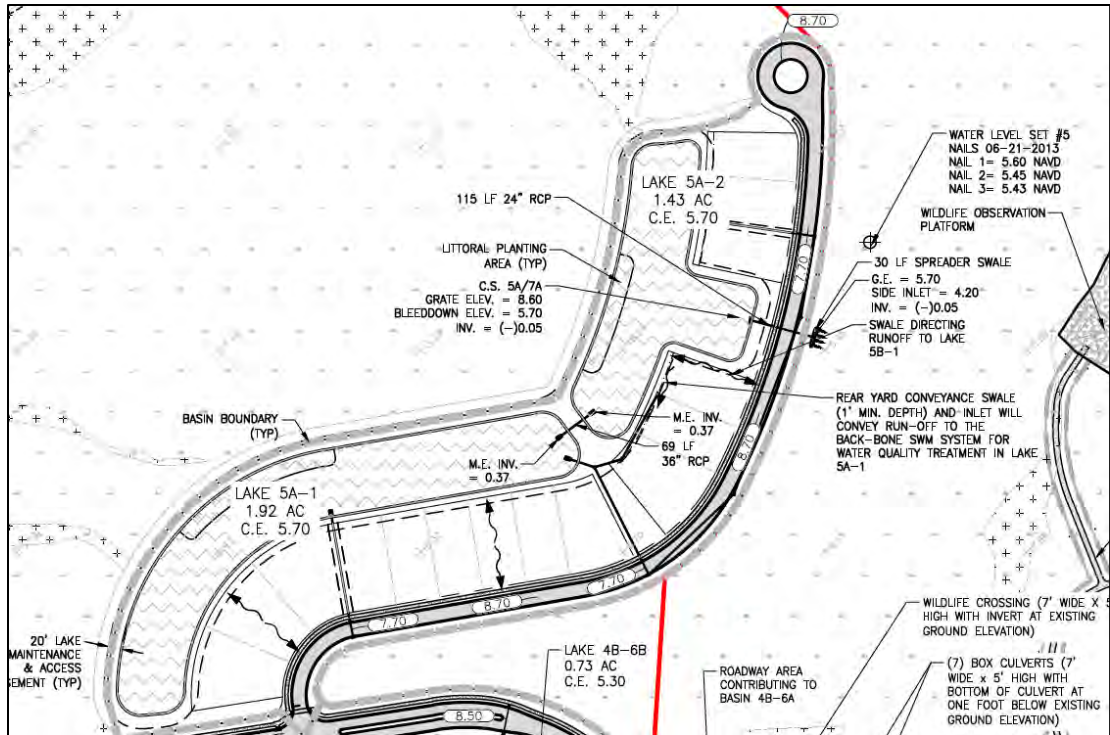 8.70
WATER LEVEL SET #5
NAILS 06-21-2013
NAIL 1= 5.60 NAVD
NAIL 2= 5.45 NAVD
NAIL 3= 5.43 NAVD
LAKE 5A-2
1.43 AC
C.E. 5.70
115 LF 24" RCP
WILDLIFE OBSERVATION
PLATFORM
LITTORAL PLANTING
AREA (TYP)
7.70
30 LF SPREADER SWALE
G.E. = 5.70
SIDE INLET = 4.20
INV. = (-)0.05
C.S. 5A/7A
GRATE ELEV. = 8.60
BLEEDDOWN ELEV. = 5.70
INV. = (-)0.05
SWALE DIRECTING
RUNOFF TO LAKE
5B-1
REAR YARD CONVEYANCE SWALE
(1' MIN. DEPTH) AND INLET WILL
CONVEY RUN-OFF TO THE
BACK-BONE SWM SYSTEM FOR
WATER QUALITY TREATMENT IN LAKE
5A-1
BASIN BOUNDARY
(TYP)
M.E. INV.
= 0.37
69 LF
36" RCP
8.70
M.E. INV.
= 0.37
LAKE 5A-1
1.92 AC
C.E. 5.70
7.70
8.70
7.70
WILDLIFE CROSSING (7' WIDE X 5
HIGH WITH INVERT AT EXISTING
GROUND ELEVATION)
20' LAKE
MAINTENANCE
& ACCESS
SEMENT (TYP)
LAKE 4B-6B
0.73 AC
C.E. 5.30
ROADWAY AREA
CONTRIBUTING TO
BASIN 4B-6A
(7) BOX CULVERTS (7'
WIDE x 5' HIGH WITH
BOTTOM OF CULVERT AT
ONE FOOT BELOW EXISTING
GROUND ELEVATION)
8.50